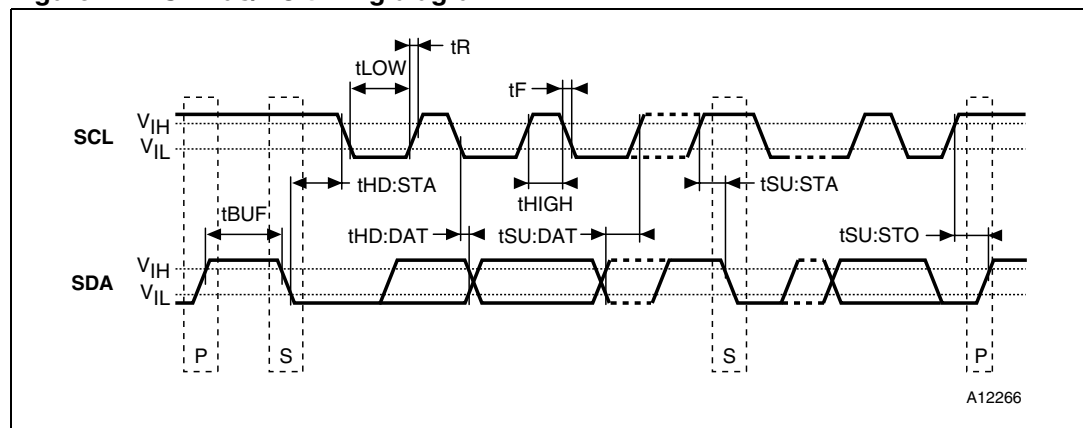 tR
tLOW
tF
VIH
SCL
VIL
tHD:STA
tHIGH
tSU:STA
tBUF
tHD:DAT
tSU:DAT
tSU:STO
VIH
SDA
VIL
P
S
S
P
A12266